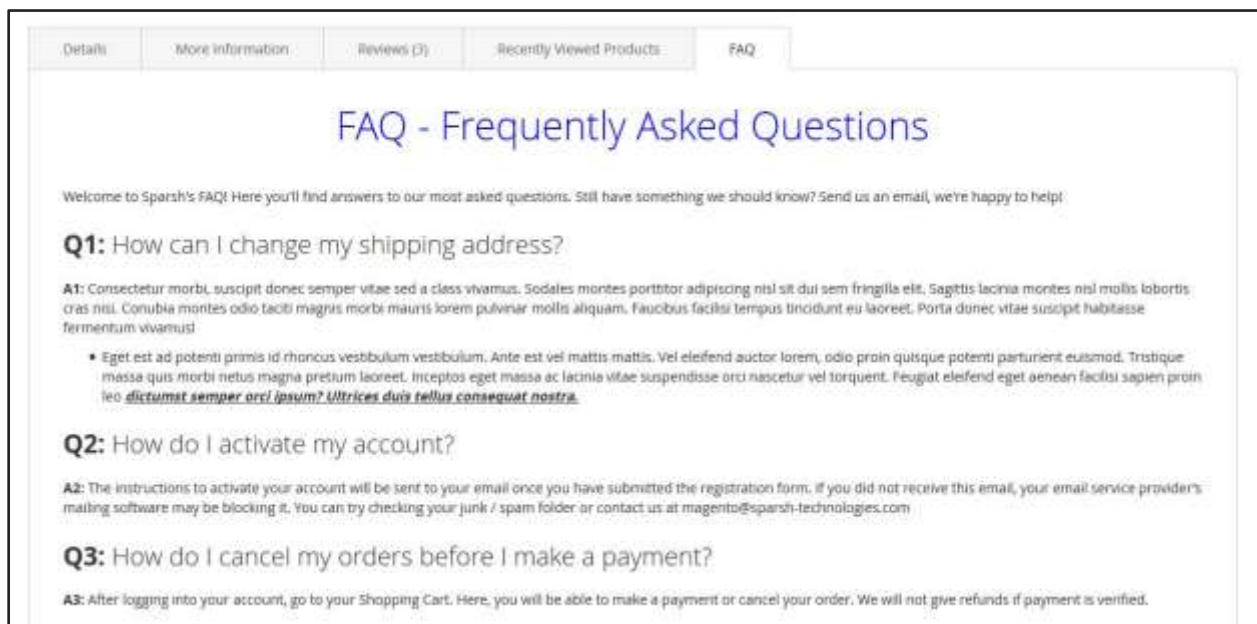 Details More Information Reviews (3) Recently Viewed Products FAQ
FAQ - Frequently Asked Questions
Welcome to Sparsh's FAQ! Here you'll find answers to our most asked questions. Still have something we should know? Send us an email, we're happy to help!
Q1: How can I change my shipping address?
A1: Consectetur morbi, suscipit donec semper vitae sed a class vivamus. Sodales montes porttitor adipiscing nisl sit dui sem fringilla elit. Sagittis lacinia montes nisl mollis lobortis
cras nisi. Conubia montes odio taciti magnis morbi mauris lorem pulvinar mollis aliquam. Faucibus facilisi tempus tincidunt eu laoreet. Porta donec vitae suscipit habitasse
fermentum vivamus!
• Eget est ad potenti primis id rhoncus vestibulum vestibulum. Ante est vel mattis mattis. Vel eleifend auctor lorem, odio proin quisque potenti parturient euismod. Tristique
massa quis morbi netus magna pretium laoreet. Inceptos eget massa ac lacinia vitae suspendisse orci nascetur vel torquent. Feugiat eleifend eget aenean facilisi sapien proin
leo dictumst semper orci ipsum? Ultrices duis tellus consequat nostra.
Q2: How do I activate my account?
A2: The instructions to activate your account will be sent to your email once you have submitted the registration form. If you did not receive this email, your email service provider's
mailing software may be blocking it. You can try checking your junk / spam folder or contact us at magento@sparsh-technologies.com
Q3: How do I cancel my orders before I make a payment?
A3: After logging into your account, go to your Shopping Cart. Here, you will be able to make a payment or cancel your order. We will not give refunds if payment is verified.